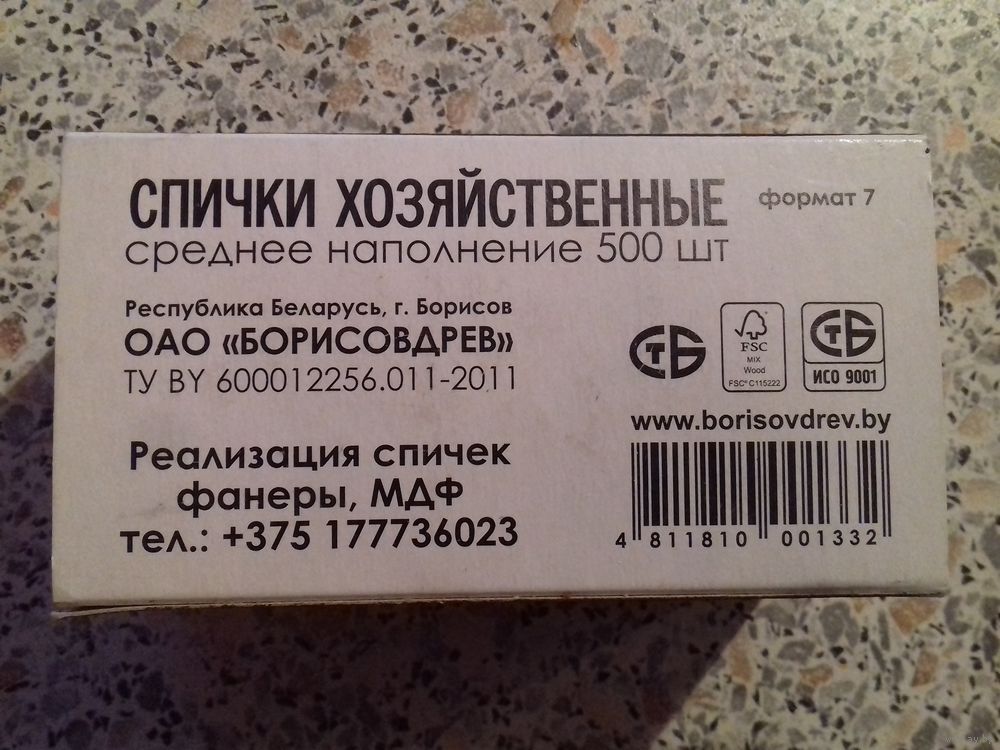 СПИЧКИ ХОЗЯЙСТВЕННЫЕ формат 7
среднее наполнение 500 шт
Республика Беларусь, г. Борисов
ОАО «БОРИСОВДРЕВ»
ТУ BY 600012256.011-2011
Реализация спичек
фанеры, МДФ
тел.: +375 177736023
СТБ
FSC
MIX
Wood
FSC® C115222
СТБ
ИСО 9001
www.borisovdrev.by
4 811810 001332